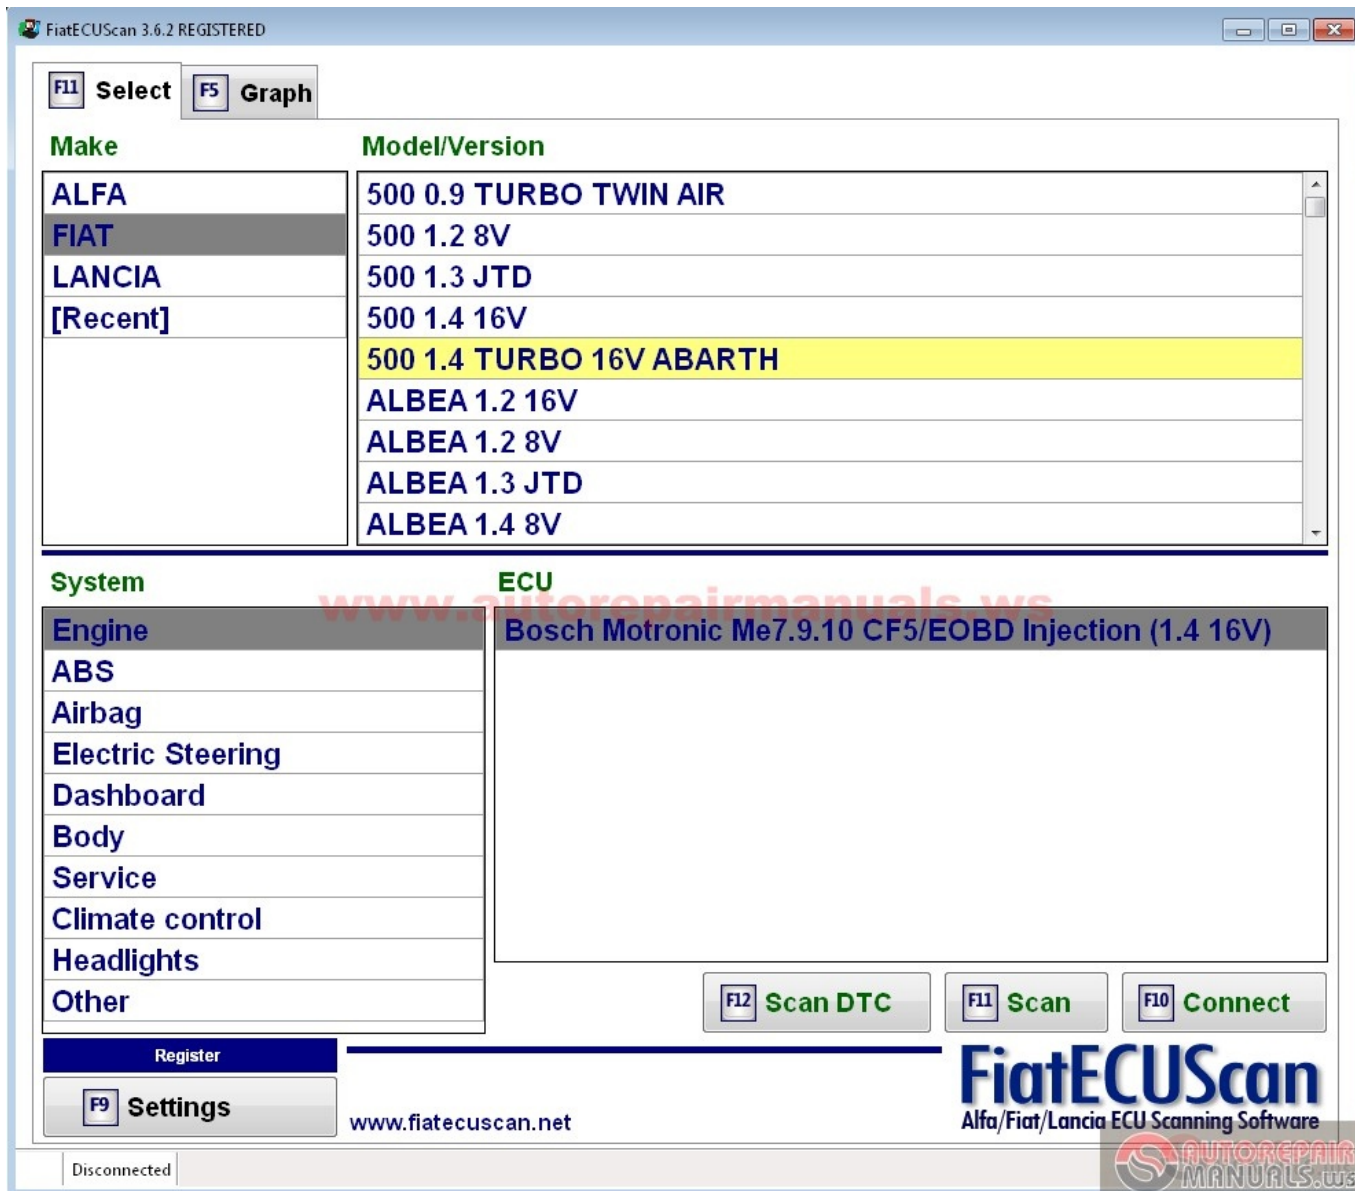 FiatECUScan 3.6.2 REGISTERED
F11 Select F5 Graph
Make Model/Version
ALFA
FIAT
LANCIA
[Recent]
500 0.9 TURBO TWIN AIR
500 1.2 8V
500 1.3 JTD
500 1.4 16V
500 1.4 TURBO 16V ABARTH
ALBEA 1.2 16V
ALBEA 1.2 8V
ALBEA 1.3 JTD
ALBEA 1.4 8V
System ECU
www.autorepairmanuals.ws
Engine
ABS
Airbag
Electric Steering
Dashboard
Body
Service
Climate control
Headlights
Other
Bosch Motronic Me7.9.10 CF5/EOBD Injection (1.4 16V)
F12 Scan DTC F11 Scan F10 Connect
Register
F9 Settings
www.fiatecuscan.net
FiatECUScan
Alfa/Fiat/Lancia ECU Scanning Software
Disconnected
AUTOREPAIR
MANUALS.ws